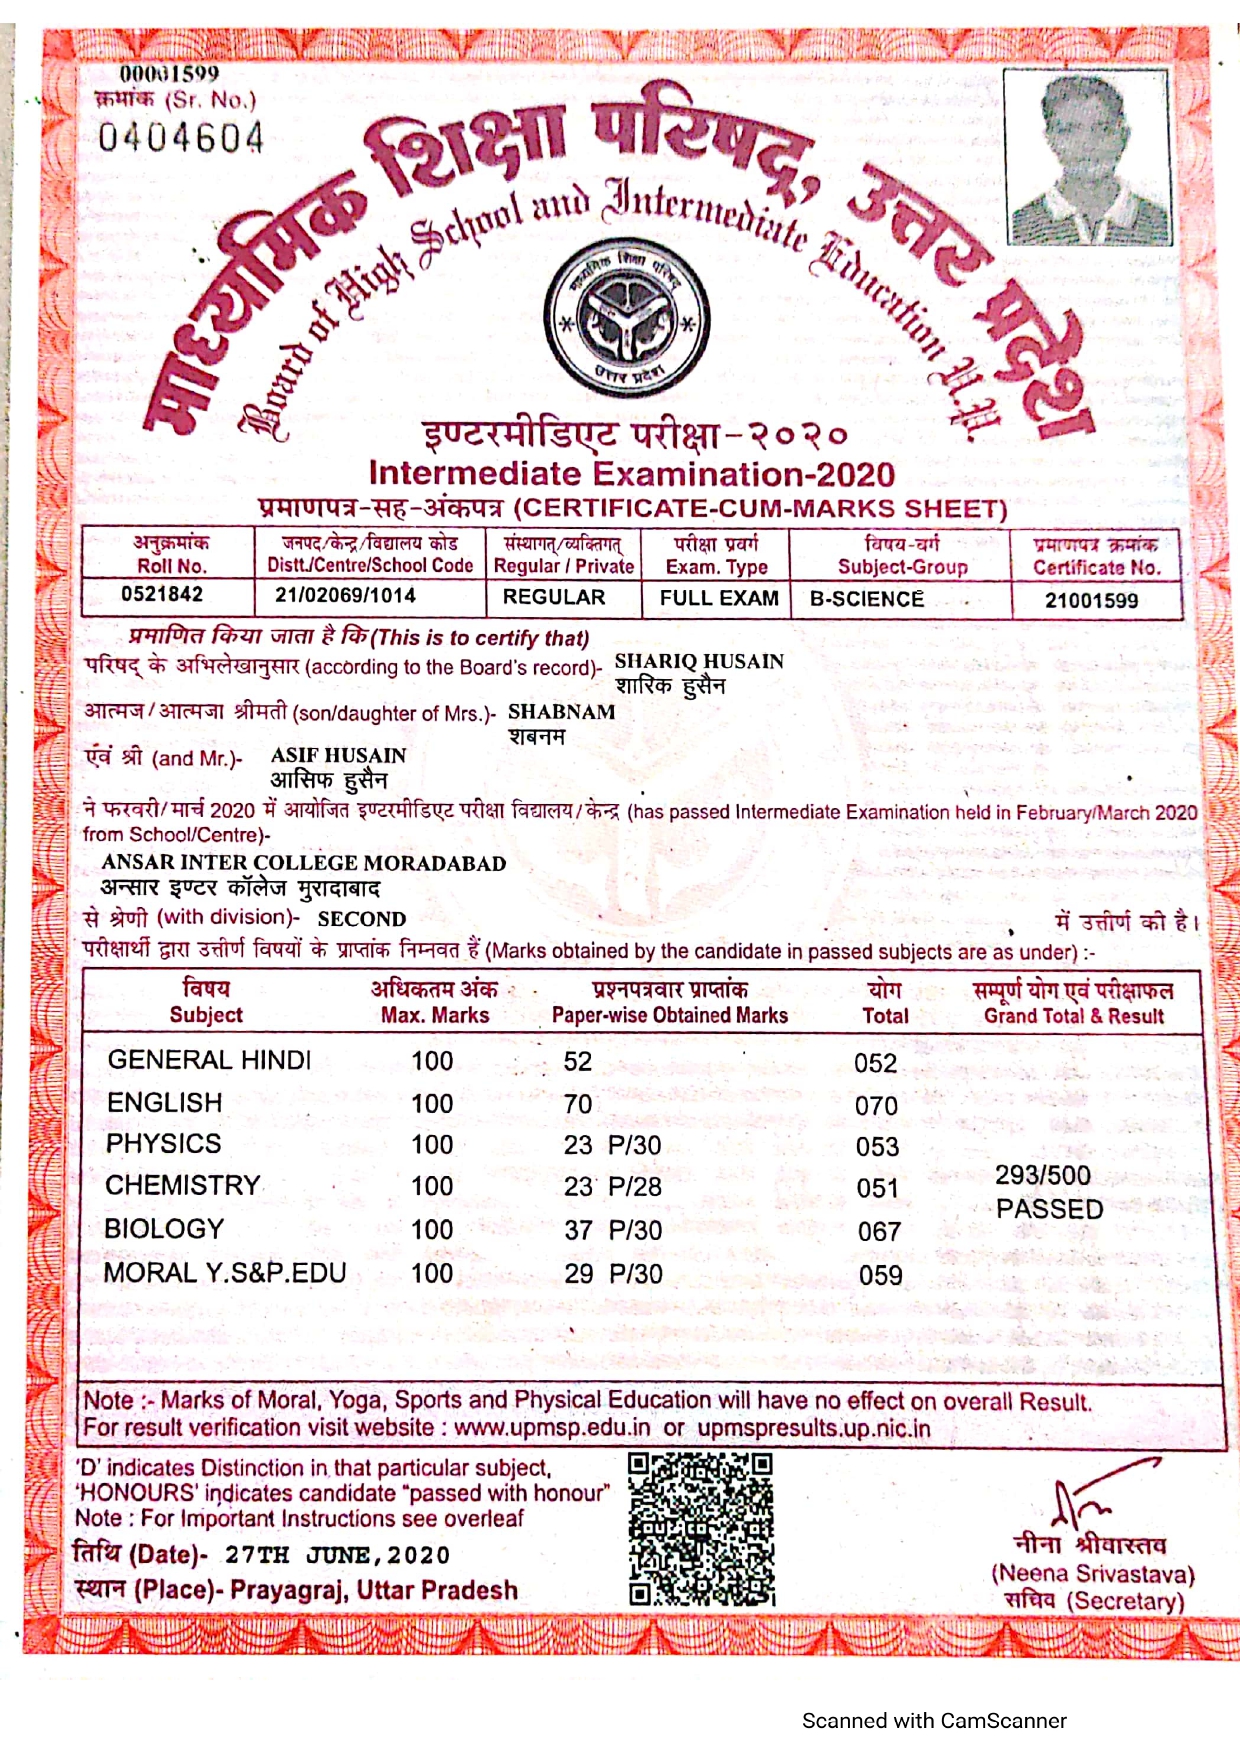 00001599
क्रमांक (Sr. No.)
0404604
माध्यमिक शिक्षा परिषद्, उत्तर प्रदेश
Board of High School and Intermediate Education U.P.
माध्यमिक शिक्षा परिषद्
उत्तर प्रदेश
इण्टरमीडिएट परीक्षा-२०२०
Intermediate Examination-2020
प्रमाणपत्र-सह-अंकपत्र (CERTIFICATE-CUM-MARKS SHEET)
अनुक्रमांक जनपद/केन्द्र/विद्यालय कोड संस्थागत्/व्यक्तिगत् परीक्षा प्रवर्ग विषय-वर्ग प्रमाणपत्र क्रमांक
Roll No. Distt./Centre/School Code Regular / Private Exam. Type Subject-Group Certificate No.
0521842 21/02069/1014 REGULAR FULL EXAM B-SCIENCE 21001599
प्रमाणित किया जाता है कि (This is to certify that)
परिषद् के अभिलेखानुसार (according to the Board's record)- SHARIQ HUSAIN
शारिक हुसैन
आत्मज/आत्मजा श्रीमती (son/daughter of Mrs.)- SHABNAM
शबनम
एवं श्री (and Mr.)- ASIF HUSAIN
आसिफ हुसैन
ने फरवरी/मार्च 2020 में आयोजित इण्टरमीडिएट परीक्षा विद्यालय/केन्द्र (has passed Intermediate Examination held in February/March 2020
from School/Centre)-
ANSAR INTER COLLEGE MORADABAD
अन्सार इण्टर कॉलेज मुरादाबाद
से श्रेणी (with division)- SECOND में उत्तीर्ण की है।
परीक्षार्थी द्वारा उत्तीर्ण विषयों के प्राप्तांक निम्नवत हैं (Marks obtained by the candidate in passed subjects are as under) :-
विषय अधिकतम अंक प्रश्नपत्रवार प्राप्तांक योग सम्पूर्ण योग एवं परीक्षाफल
Subject Max. Marks Paper-wise Obtained Marks Total Grand Total & Result
GENERAL HINDI 100 52 052
ENGLISH 100 70 070
PHYSICS 100 23 P/30 053
CHEMISTRY 100 23 P/28 051 293/500
PASSED
BIOLOGY 100 37 P/30 067
MORAL Y.S&P.EDU 100 29 P/30 059
Note :- Marks of Moral, Yoga, Sports and Physical Education will have no effect on overall Result.
For result verification visit website : www.upmsp.edu.in or upmspresults.up.nic.in
'D' indicates Distinction in that particular subject,
'HONOURS' indicates candidate "passed with honour"
Note : For Important Instructions see overleaf
तिथि (Date)- 27TH JUNE, 2020
स्थान (Place)- Prayagraj, Uttar Pradesh
नीना श्रीवास्तव
(Neena Srivastava)
सचिव (Secretary)
Scanned with CamScanner